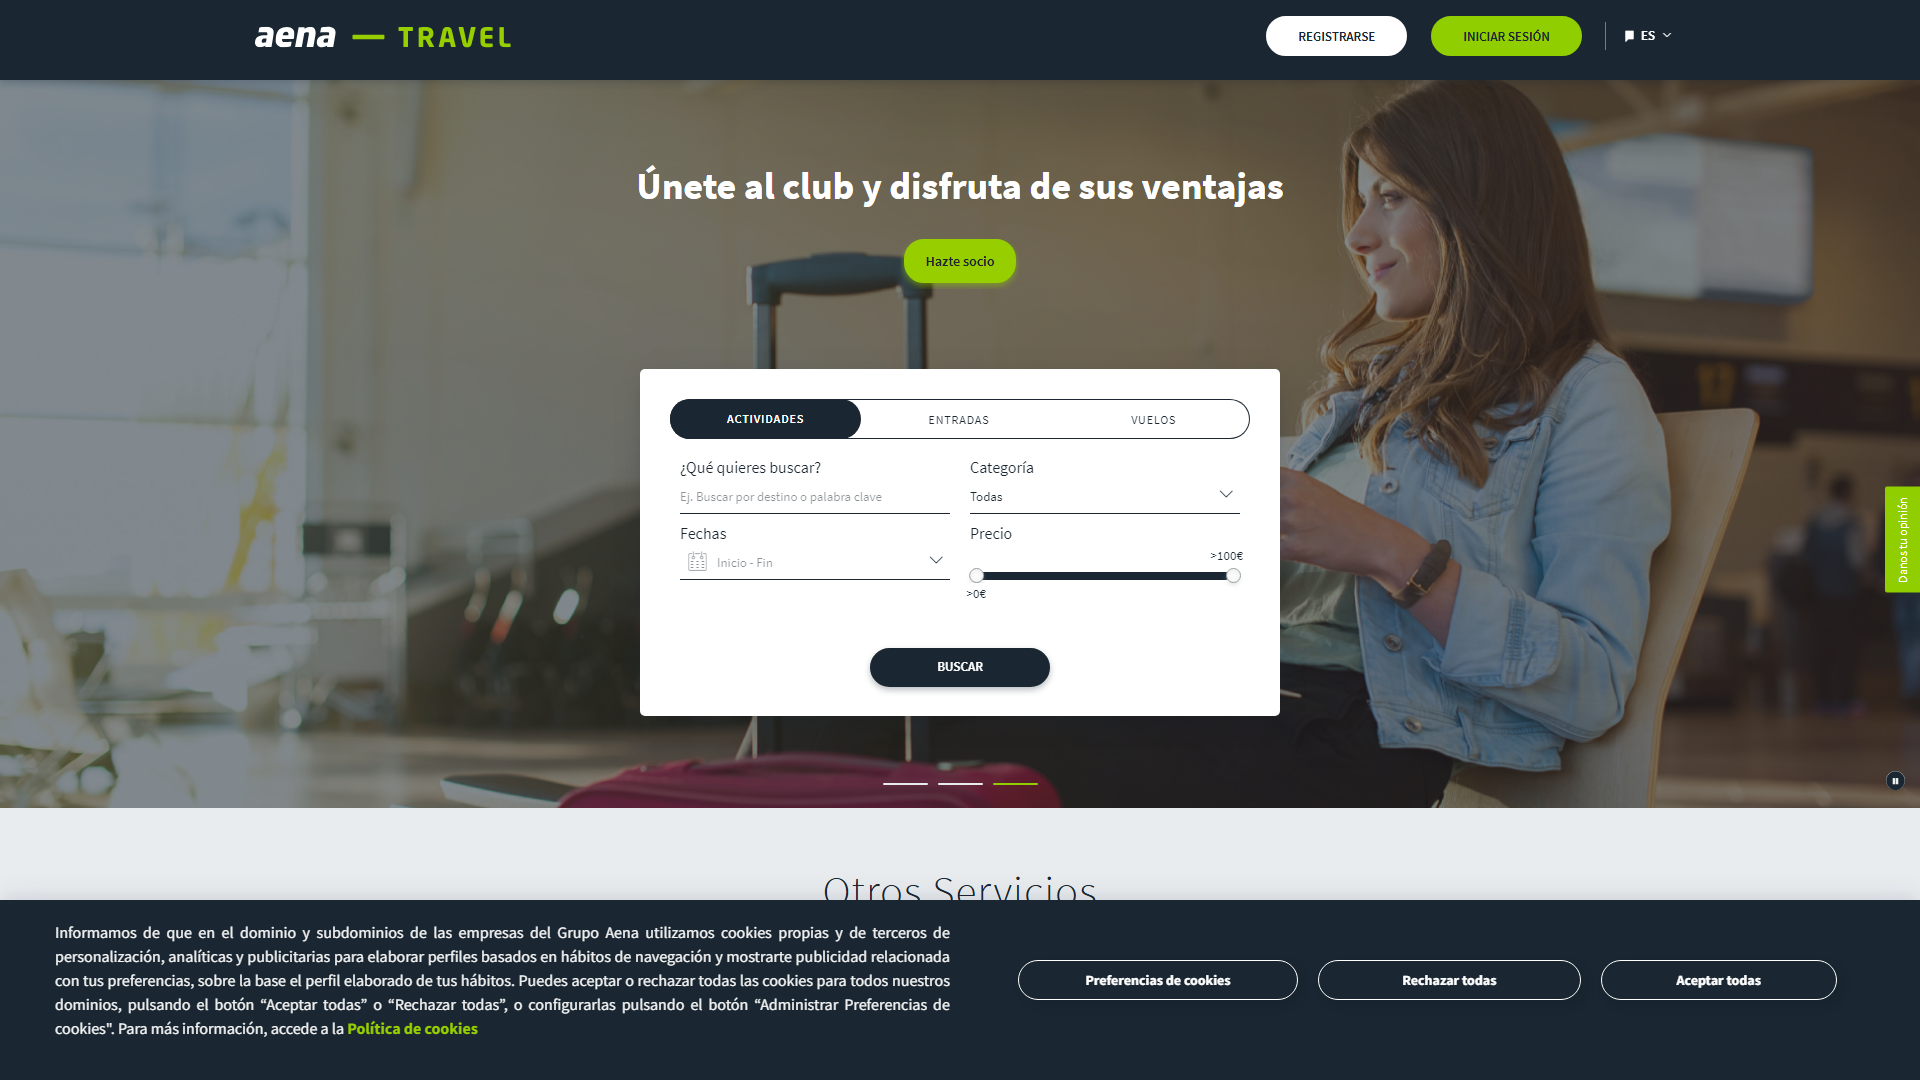 aena — TRAVEL
REGISTRARSE
INICIAR SESIÓN
ES
Únete al club y disfruta de sus ventajas
Hazte socio
ACTIVIDADES
ENTRADAS
VUELOS
¿Qué quieres buscar?
Ej. Buscar por destino o palabra clave
Categoría
Todas
Fechas
Inicio - Fin
Precio
>100€
>0€
BUSCAR
Danos tu opinión
Otros Servicios
Informamos de que en el dominio y subdominios de las empresas del Grupo Aena utilizamos cookies propias y de terceros de
personalización, analíticas y publicitarias para elaborar perfiles basados en hábitos de navegación y mostrarte publicidad relacionada
con tus preferencias, sobre la base el perfil elaborado de tus hábitos. Puedes aceptar o rechazar todas las cookies para todos nuestros
dominios, pulsando el botón “Aceptar todas” o “Rechazar todas”, o configurarlas pulsando el botón “Administrar Preferencias de
cookies". Para más información, accede a la Política de cookies
Preferencias de cookies
Rechazar todas
Aceptar todas